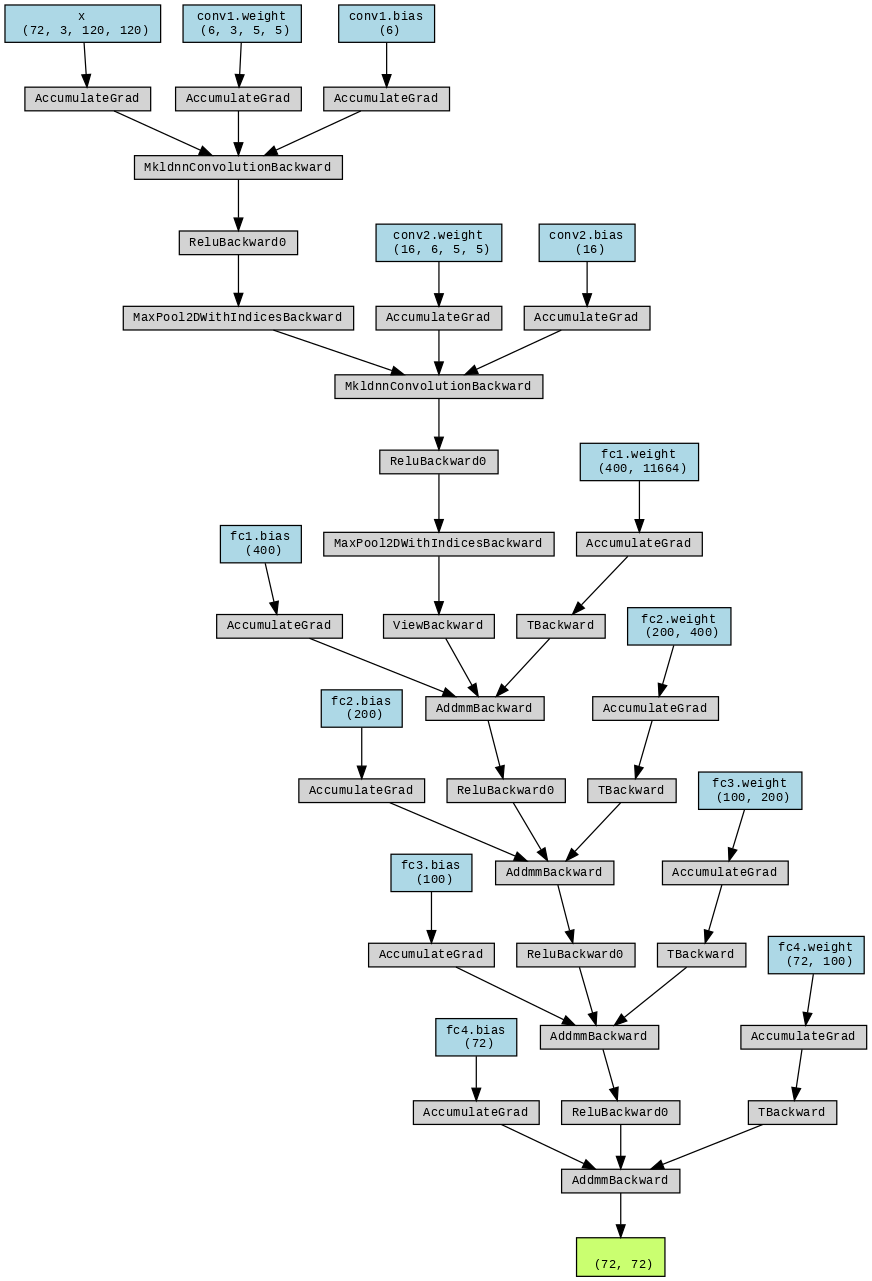 x
(72, 3, 120, 120)
conv1.weight
(6, 3, 5, 5)
conv1.bias
(6)
AccumulateGrad
AccumulateGrad
AccumulateGrad
MkldnnConvolutionBackward
ReluBackward0
conv2.weight
(16, 6, 5, 5)
conv2.bias
(16)
MaxPool2DWithIndicesBackward
AccumulateGrad
AccumulateGrad
MkldnnConvolutionBackward
ReluBackward0
fc1.weight
(400, 11664)
fc1.bias
(400)
MaxPool2DWithIndicesBackward
AccumulateGrad
AccumulateGrad
ViewBackward
TBackward
fc2.weight
(200, 400)
fc2.bias
(200)
AddmmBackward
AccumulateGrad
AccumulateGrad
ReluBackward0
TBackward
fc3.weight
(100, 200)
fc3.bias
(100)
AddmmBackward
AccumulateGrad
AccumulateGrad
ReluBackward0
TBackward
fc4.weight
(72, 100)
fc4.bias
(72)
AddmmBackward
AccumulateGrad
AccumulateGrad
ReluBackward0
TBackward
AddmmBackward
(72, 72)